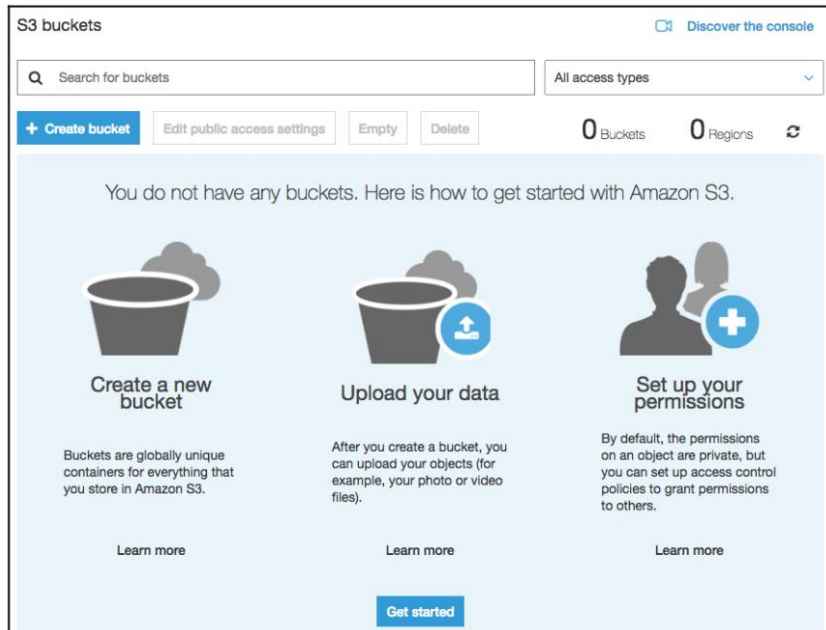 S3 buckets
Discover the console
Search for buckets
All access types
+ Create bucket
Edit public access settings
Empty
Delete
0 Buckets
0 Regions
You do not have any buckets. Here is how to get started with Amazon S3.
Create a new
bucket
Buckets are globally unique
containers for everything that
you store in Amazon S3.
Learn more
Upload your data
After you create a bucket, you
can upload your objects (for
example, your photo or video
files).
Learn more
Set up your
permissions
By default, the permissions
on an object are private, but
you can set up access control
policies to grant permissions
to others.
Learn more
Get started